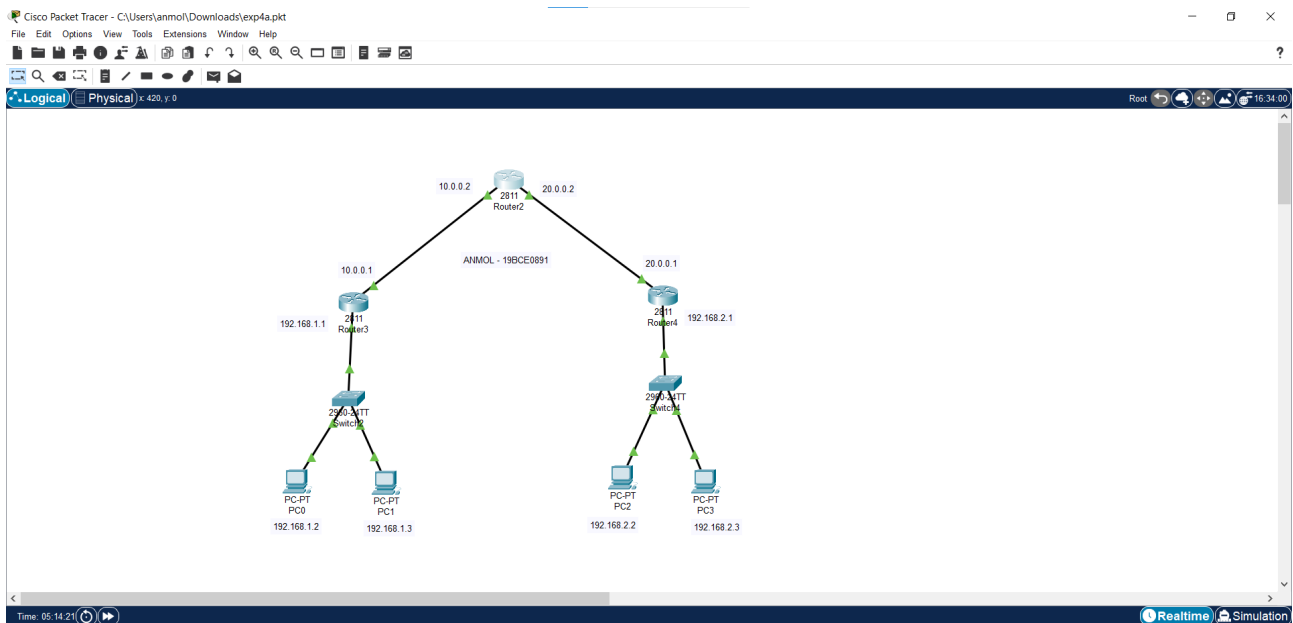 Cisco Packet Tracer - C:\Users\anmol\Downloads\exp4a.pkt
File Edit Options View Tools Extensions Window Help
?
Logical Physical x: 420, y: 0 Root 16:34:00
10.0.0.2 20.0.0.2
2811
Router2
ANMOL - 19BCE0891
10.0.0.1 20.0.0.1
192.168.1.1 2811
Router3
2811 192.168.2.1
Router4
2960-24TT
Switch2
2960-24TT
Switch4
PC-PT
PC0
192.168.1.2
PC-PT
PC1
192.168.1.3
PC-PT
PC2
192.168.2.2
PC-PT
PC3
192.168.2.3
Time: 05:14:21 Realtime Simulation